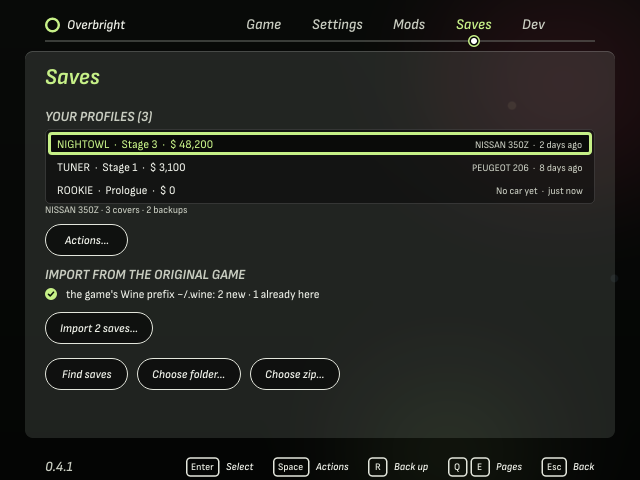 Overbright Game Settings Mods Saves Dev
Saves
YOUR PROFILES (3)
NIGHTOWL · Stage 3 · $ 48,200 NISSAN 350Z · 2 days ago
TUNER · Stage 1 · $ 3,100 PEUGEOT 206 · 8 days ago
ROOKIE · Prologue · $ 0 No car yet · just now
NISSAN 350Z · 3 covers · 2 backups
Actions...
IMPORT FROM THE ORIGINAL GAME
the game's Wine prefix ~/.wine: 2 new · 1 already here
Import 2 saves...
Find saves Choose folder... Choose zip...
0.4.1 Enter Select Space Actions R Back up Q E Pages Esc Back